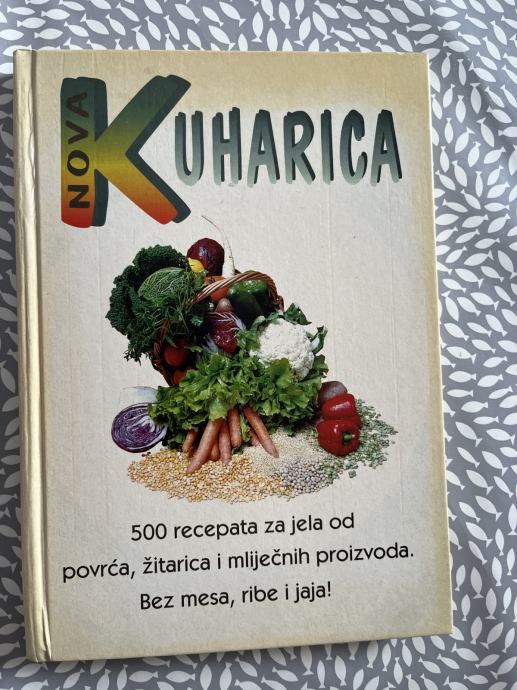 NOVA
KUHARICA
500 recepata za jela od
povrća, žitarica i mliječnih proizvoda.
Bez mesa, ribe i jaja!